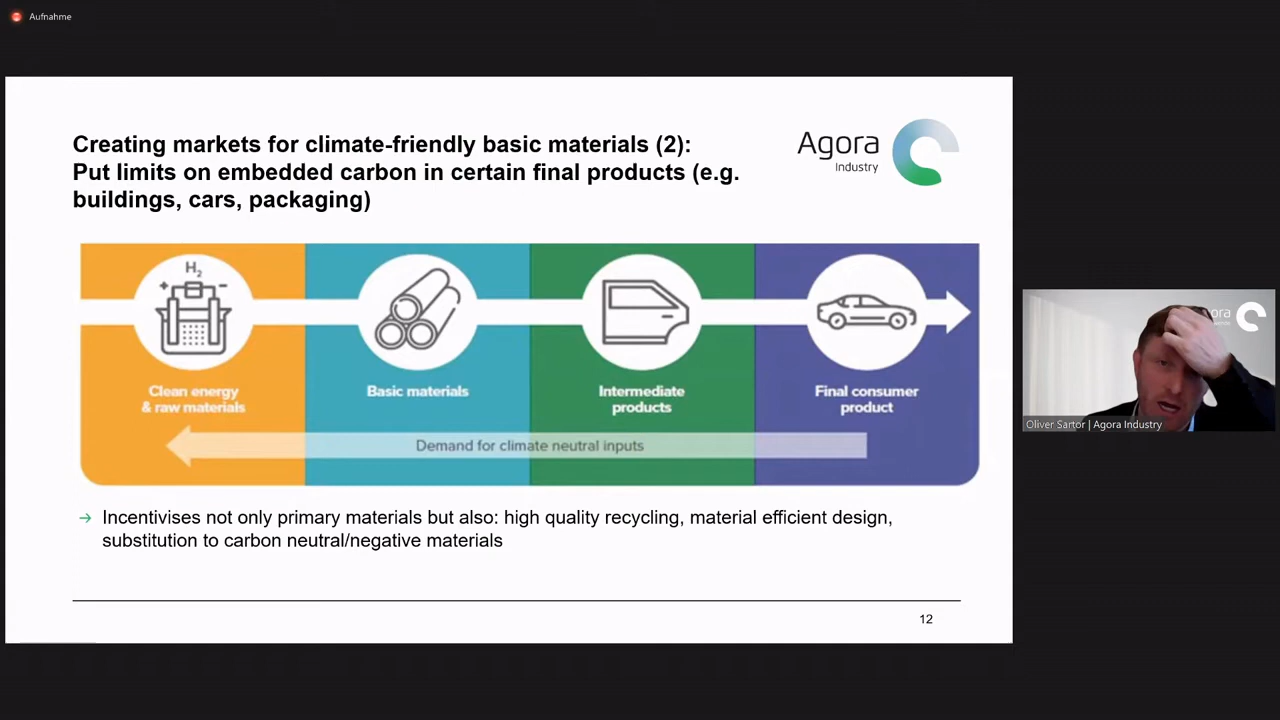 Aufnahme
Creating markets for climate-friendly basic materials (2):
Put limits on embedded carbon in certain final products (e.g.
buildings, cars, packaging)
Agora
Industry
H2
Clean energy
& raw materials
Basic materials
Intermediate
products
Final consumer
product
Demand for climate neutral inputs
→ Incentivises not only primary materials but also: high quality recycling, material efficient design,
substitution to carbon neutral/negative materials
12
Oliver Sartor | Agora Industry